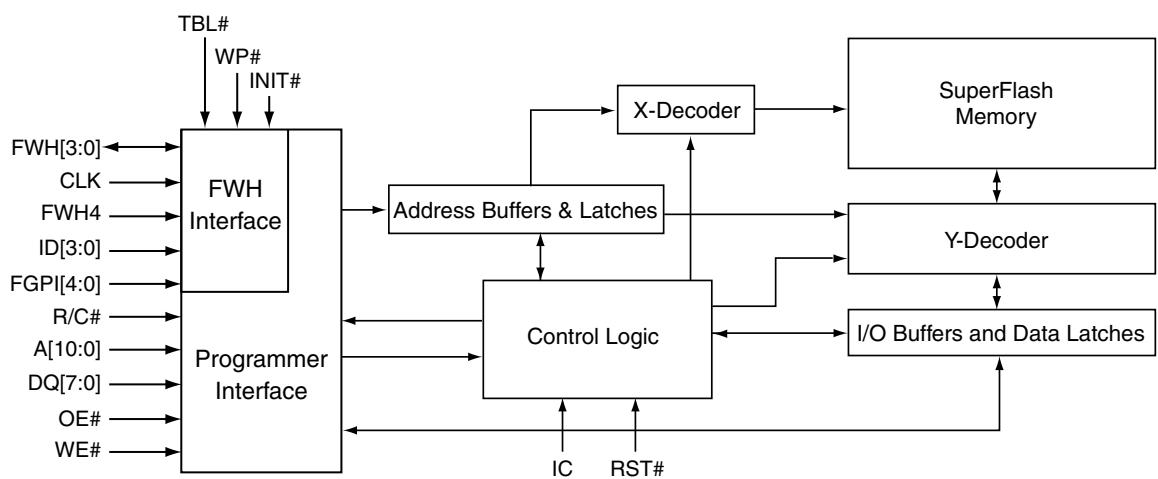 TBL#
WP#
INIT#
FWH[3:0]
CLK
FWH4
ID[3:0]
FGPI[4:0]
R/C#
A[10:0]
DQ[7:0]
OE#
WE#
FWH
Interface
Programmer
Interface
Address Buffers & Latches
X-Decoder
Control Logic
IC
RST#
SuperFlash
Memory
Y-Decoder
I/O Buffers and Data Latches